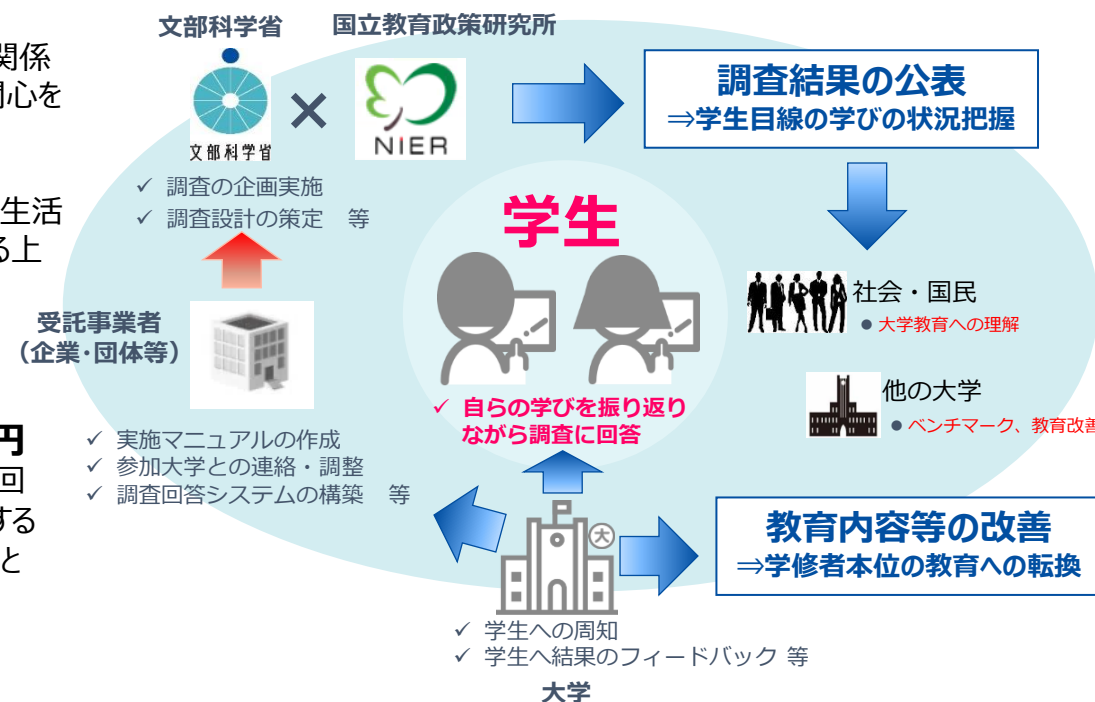 関係
心を
生活
る上
円
回
する
と
文部科学省
国立教育政策研究所
文部科学省
×
NIER
✓ 調査の企画実施
✓ 調査設計の策定 等
調査結果の公表
⇒学生目線の学びの状況把握
学生
受託事業者
（企業・団体等）
✓ 実施マニュアルの作成
✓ 参加大学との連絡・調整
✓ 調査回答システムの構築 等
✓ 自らの学びを振り返り
ながら調査に回答
社会・国民
● 大学教育への理解
他の大学
● ベンチマーク、教育改善
大
教育内容等の改善
⇒学修者本位の教育への転換
✓ 学生への周知
✓ 学生へ結果のフィードバック 等
大学